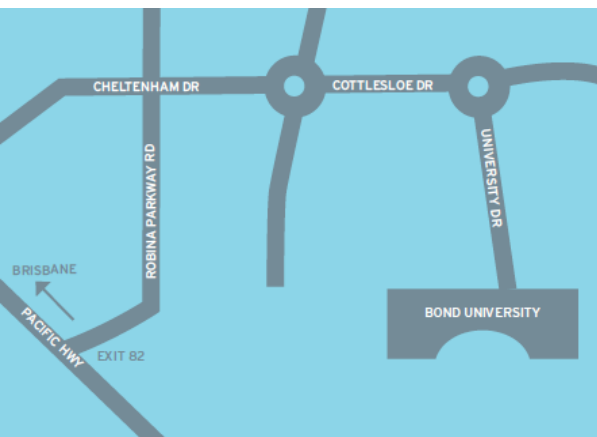 CHELTENHAM DR
COTTLESLOE DR
ROBINA PARKWAY RD
UNIVERSITY DR
BRISBANE
PACIFIC HWY
EXIT 82
BOND UNIVERSITY